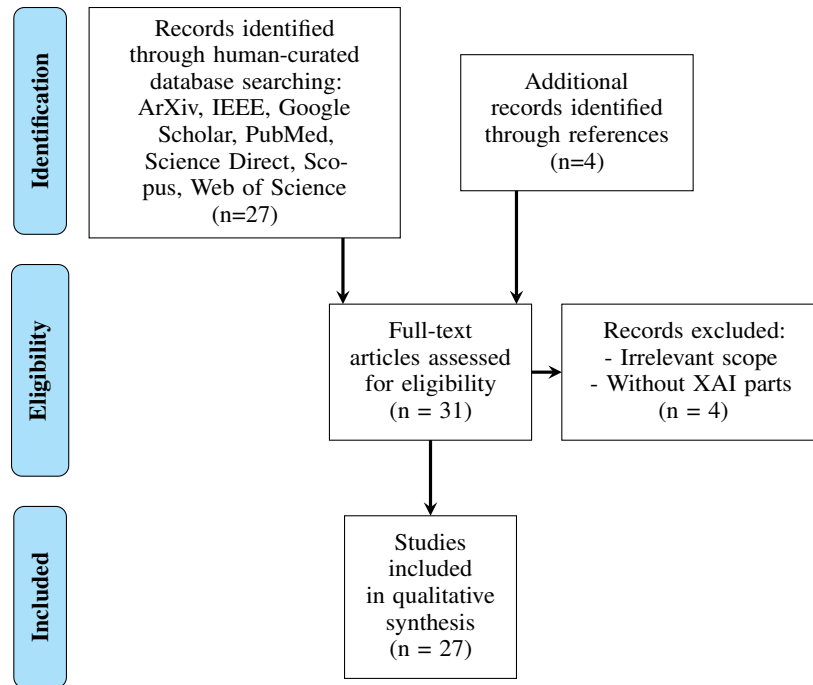 Identification
Records identified
through human-curated
database searching:
ArXiv, IEEE, Google
Scholar, PubMed,
Science Direct, Sco-
pus, Web of Science
(n=27)
Additional
records identified
through references
(n=4)
Eligibility
Full-text
articles assessed
for eligibility
(n = 31)
Records excluded:
- Irrelevant scope
- Without XAI parts
(n = 4)
Included
Studies
included
in qualitative
synthesis
(n = 27)